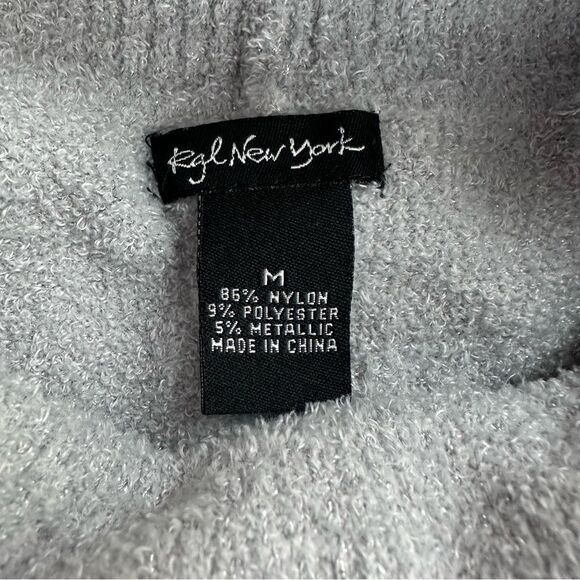 Rgl New York
M
86% NYLON
9% POLYESTER
5% METALLIC
MADE IN CHINA